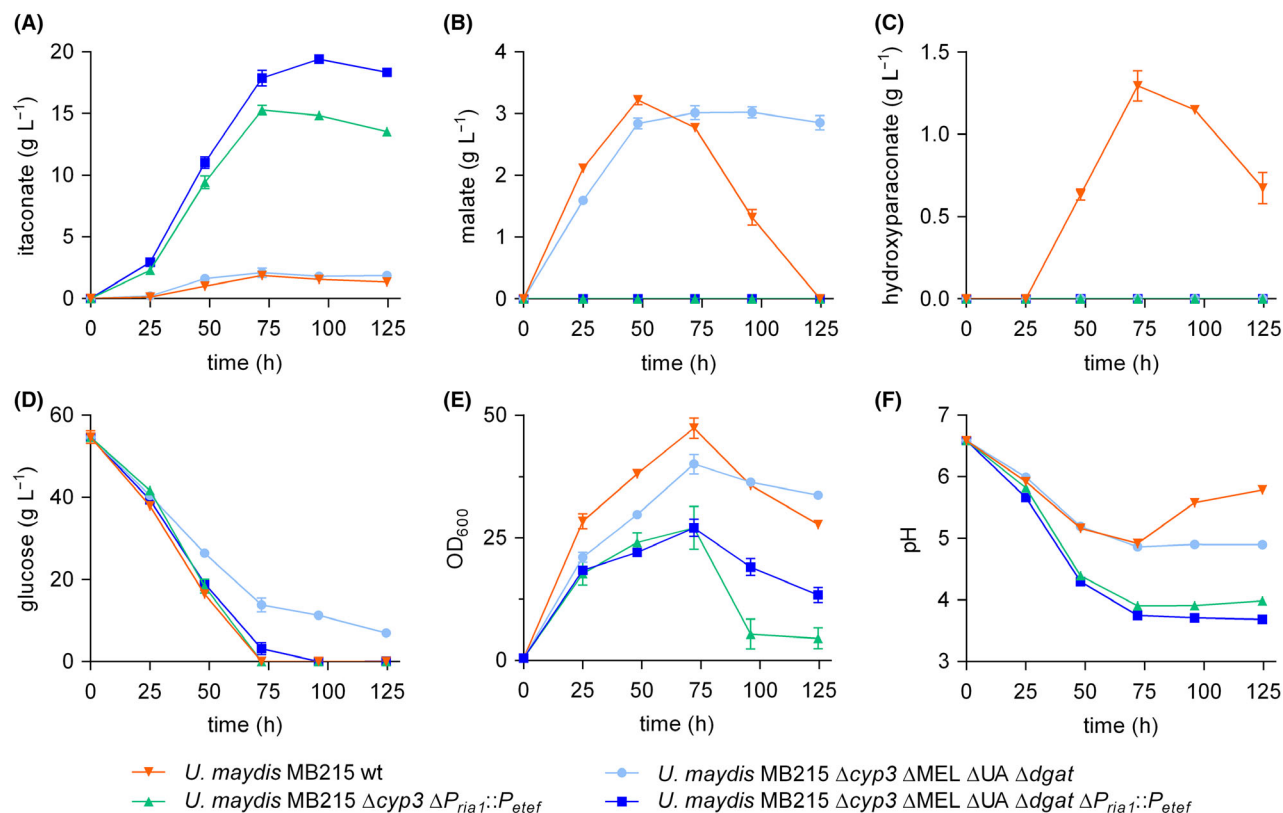 (A)
itaconate (g L⁻¹)
20
15
10
5
0
0 25 50 75 100 125
time (h)
(B)
malate (g L⁻¹)
4
3
2
1
0
0 25 50 75 100 125
time (h)
(C)
hydroxyparaconate (g L⁻¹)
1.5
1.0
0.5
0.0
0 25 50 75 100 125
time (h)
(D)
glucose (g L⁻¹)
60
40
20
0
0 25 50 75 100 125
time (h)
(E)
OD₆₀₀
50
25
0
0 25 50 75 100 125
time (h)
(F)
pH
7
6
5
4
3
0 25 50 75 100 125
time (h)
U. maydis MB215 wt
U. maydis MB215 Δcyp3 ΔMEL ΔUA Δdgat
U. maydis MB215 Δcyp3 ΔP_ria1::P_etef
U. maydis MB215 Δcyp3 ΔMEL ΔUA Δdgat ΔP_ria1::P_etef